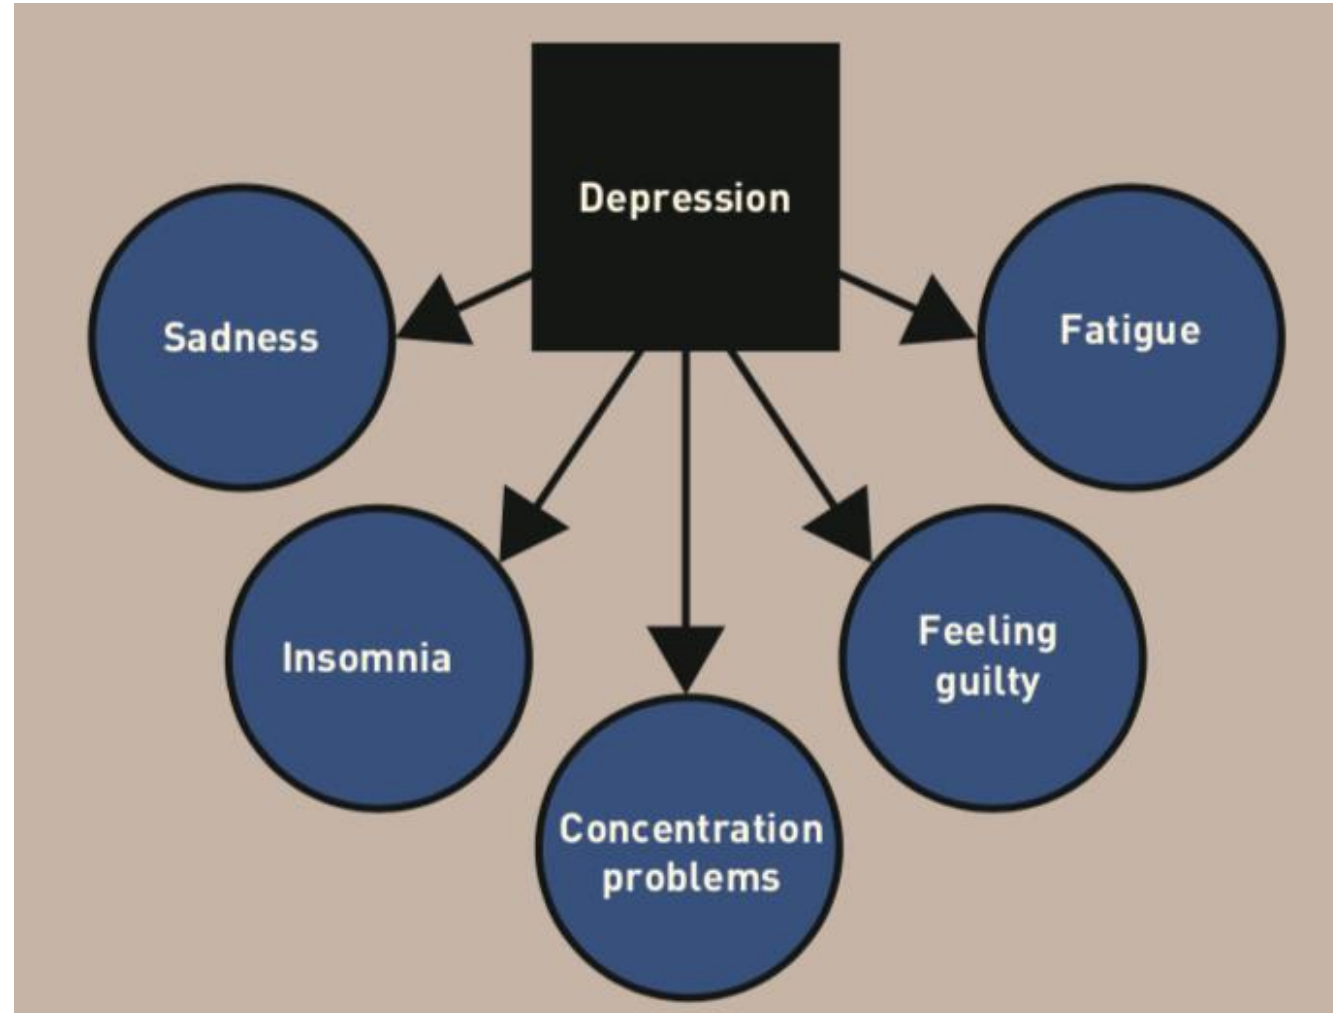 Depression
Sadness
Fatigue
Insomnia
Feeling
guilty
Concentration
problems